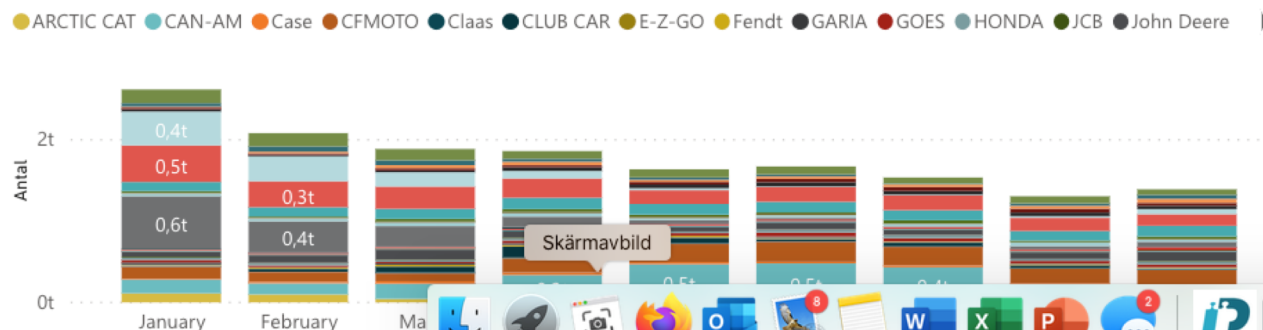 ARCTIC CAT CAN-AM Case CFMOTO Claas CLUB CAR E-Z-GO Fendt GARIA GOES HONDA JCB John Deere
2t
0,4t
0,5t
0,3t
Antal
0,6t
0,4t
Skärmavbild
0,5t 0,5t 0,4t
0t
8
2
O W X P
January February Ma